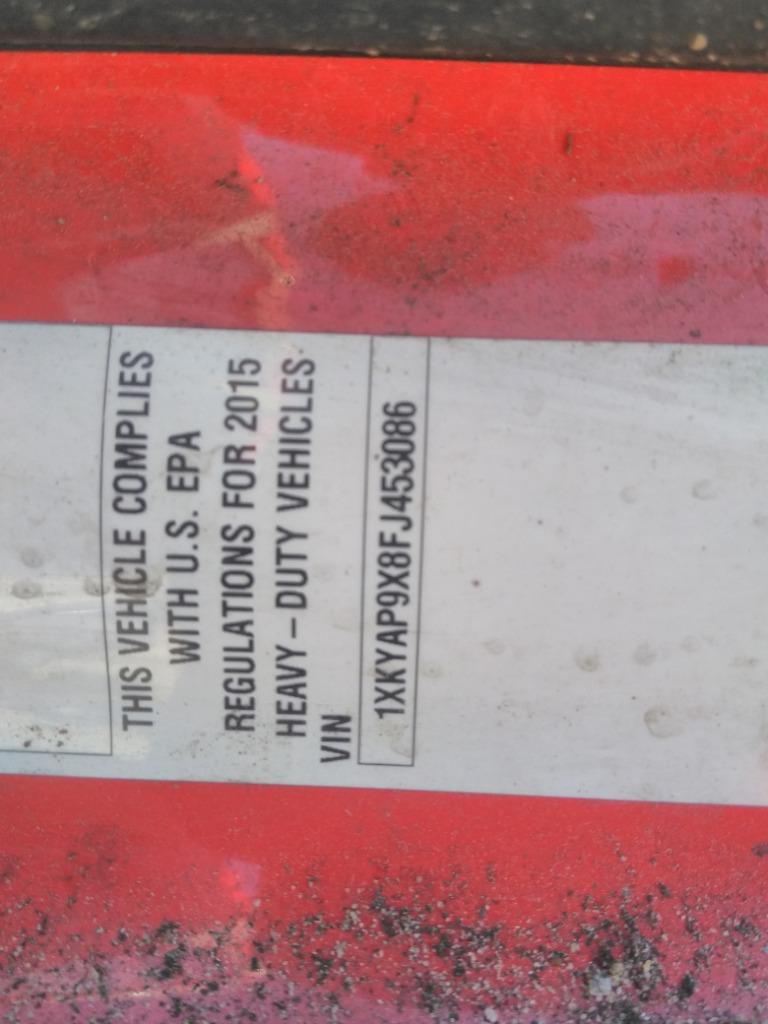 THIS VEHICLE COMPLIES
WITH U.S. EPA
REGULATIONS FOR 2015
HEAVY-DUTY VEHICLES
VIN
1XKYAP9X8FJ453086